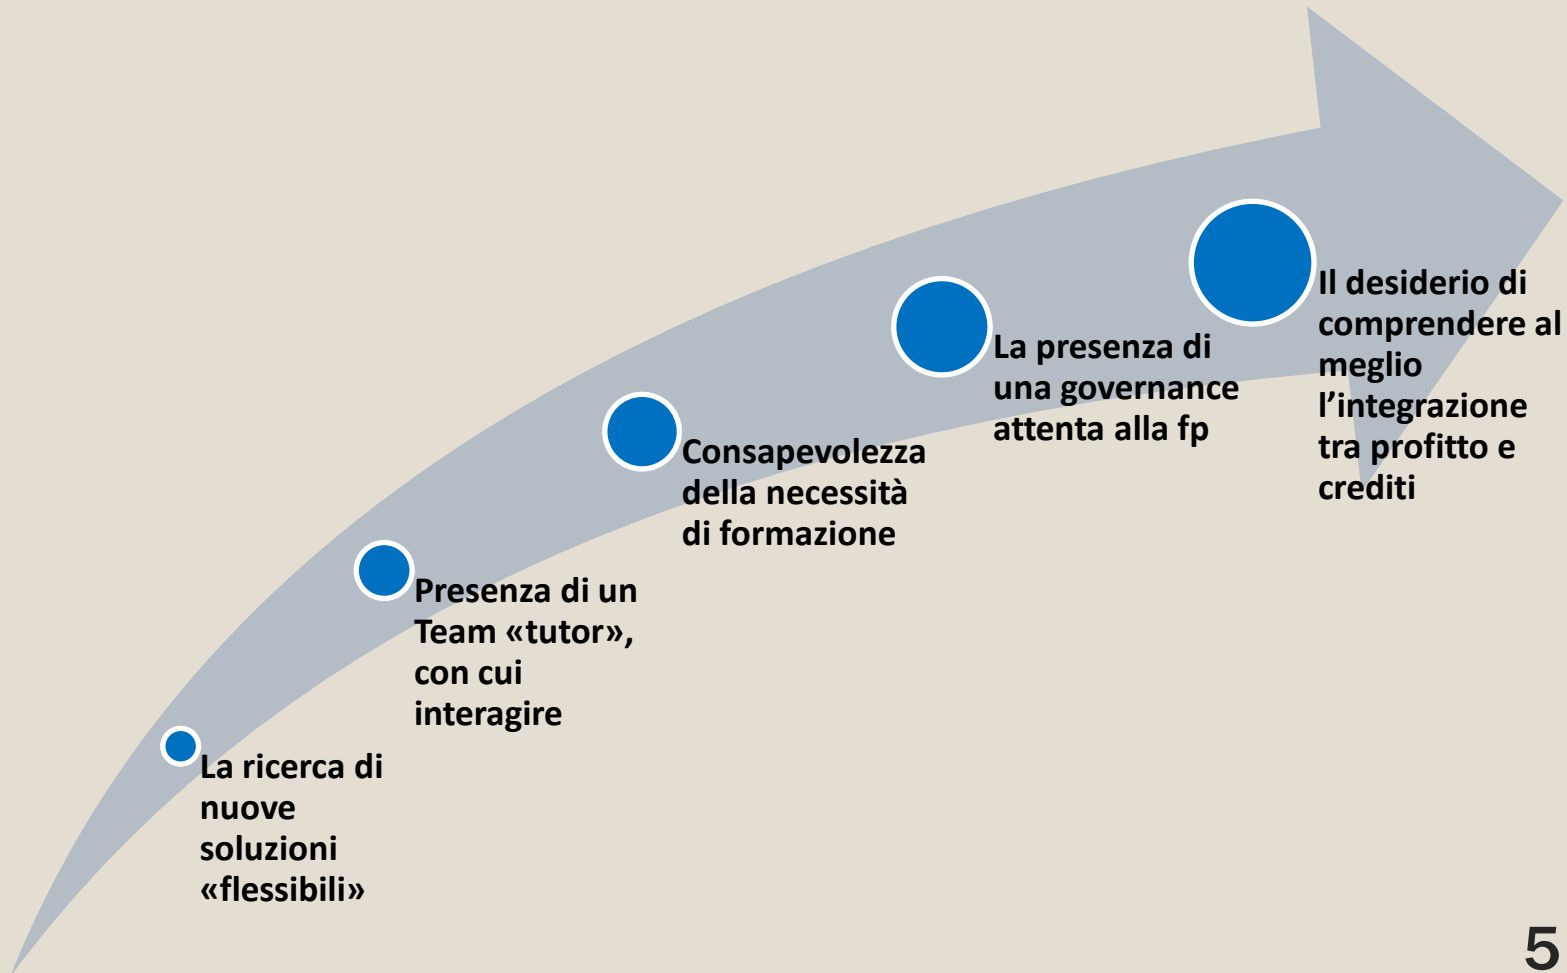 La ricerca di
nuove
soluzioni
«flessibili»
Presenza di un
Team «tutor»,
con cui
interagire
Consapevolezza
della necessità
di formazione
La presenza di
una governance
attenta alla fp
Il desiderio di
comprendere al
meglio
l’integrazione
tra profitto e
crediti
5